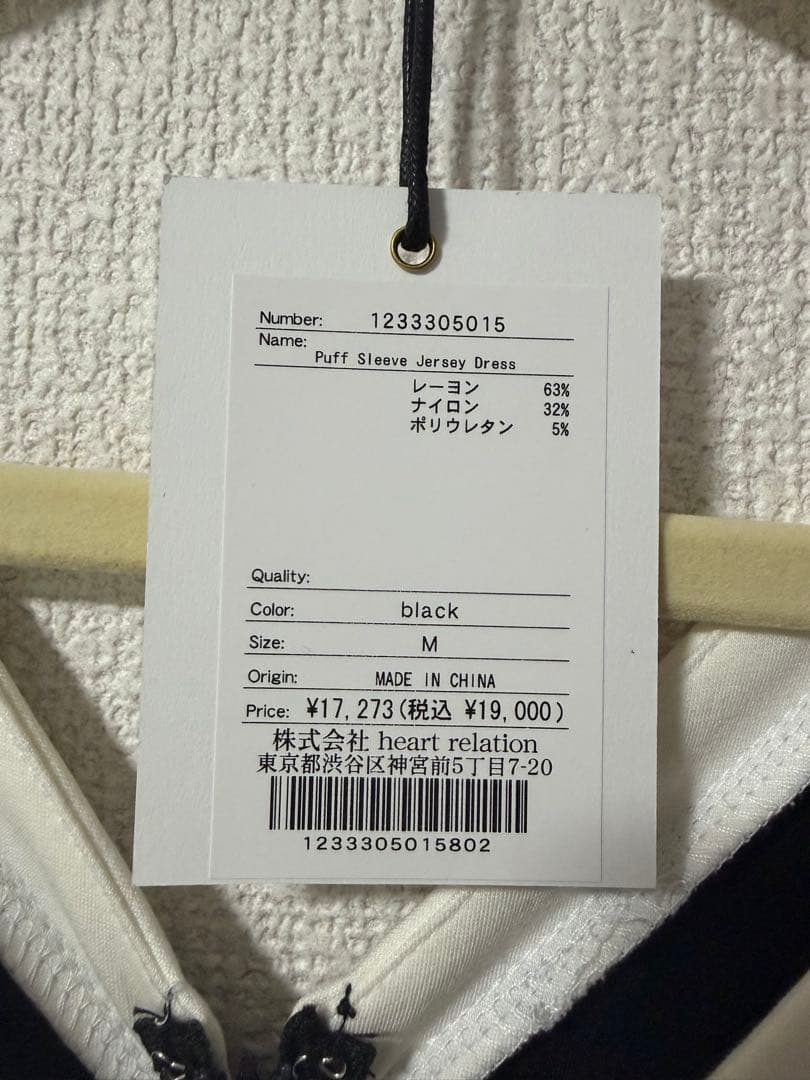 Number: 1233305015
Name:
Puff Sleeve Jersey Dress
レーヨン 63%
ナイロン 32%
ポリウレタン 5%
Quality:
Color: black
Size: M
Origin: MADE IN CHINA
Price: ¥17,273(税込 ¥19,000)
株式会社 heart relation
東京都渋谷区神宮前5丁目7-20
1233305015802